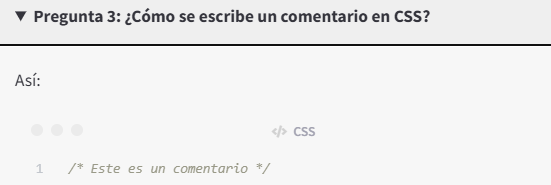 ▼ Pregunta 3: ¿Cómo se escribe un comentario en CSS?
Así:
</> CSS
1 /* Este es un comentario */